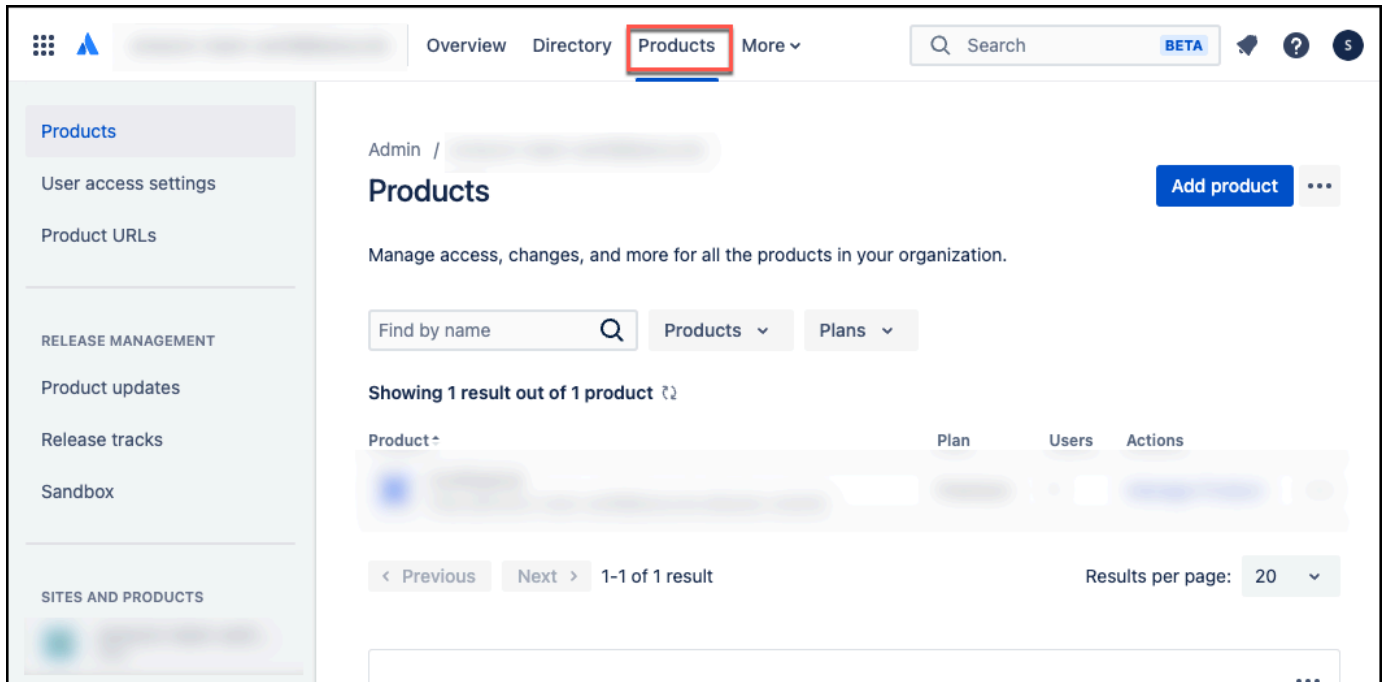 Overview Directory Products More
Search BETA
S
Products
User access settings
Product URLs
RELEASE MANAGEMENT
Product updates
Release tracks
Sandbox
SITES AND PRODUCTS
Admin /
Products
Add product
Manage access, changes, and more for all the products in your organization.
Find by name
Products
Plans
Showing 1 result out of 1 product
Product Plan Users Actions
Previous Next 1-1 of 1 result
Results per page: 20